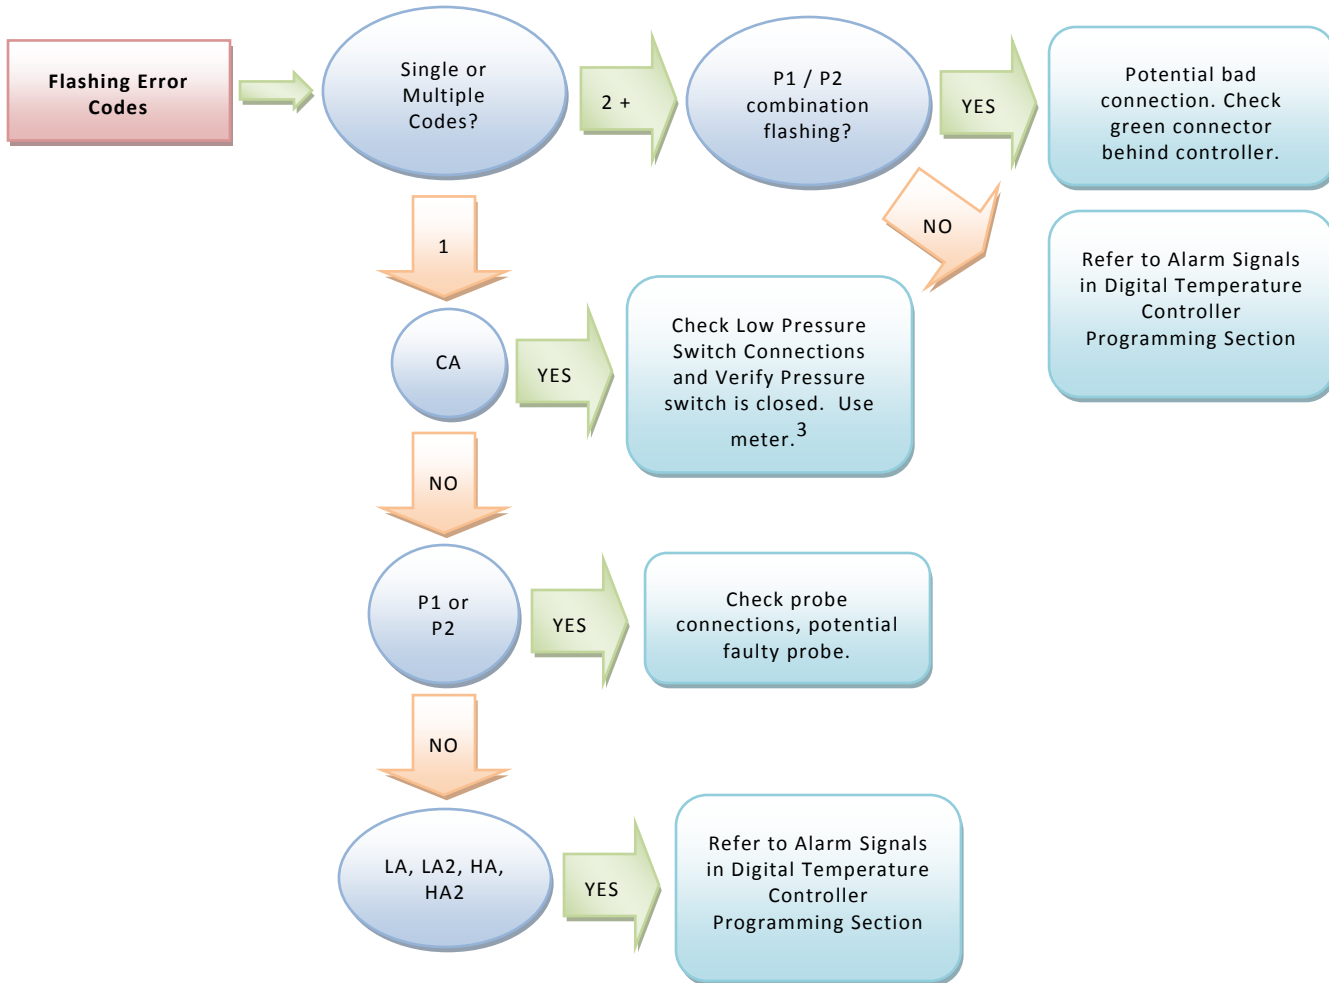 Flashing Error
Codes
Single or
Multiple
Codes?
2 +
P1 / P2
combination
flashing?
YES
Potential bad
connection. Check
green connector
behind controller.
NO
Refer to Alarm Signals
in Digital Temperature
Controller
Programming Section
1
CA
YES
Check Low Pressure
Switch Connections
and Verify Pressure
switch is closed.  Use
meter.3
NO
P1 or
P2
YES
Check probe
connections, potential
faulty probe.
NO
LA, LA2, HA,
HA2
YES
Refer to Alarm Signals
in Digital Temperature
Controller
Programming Section